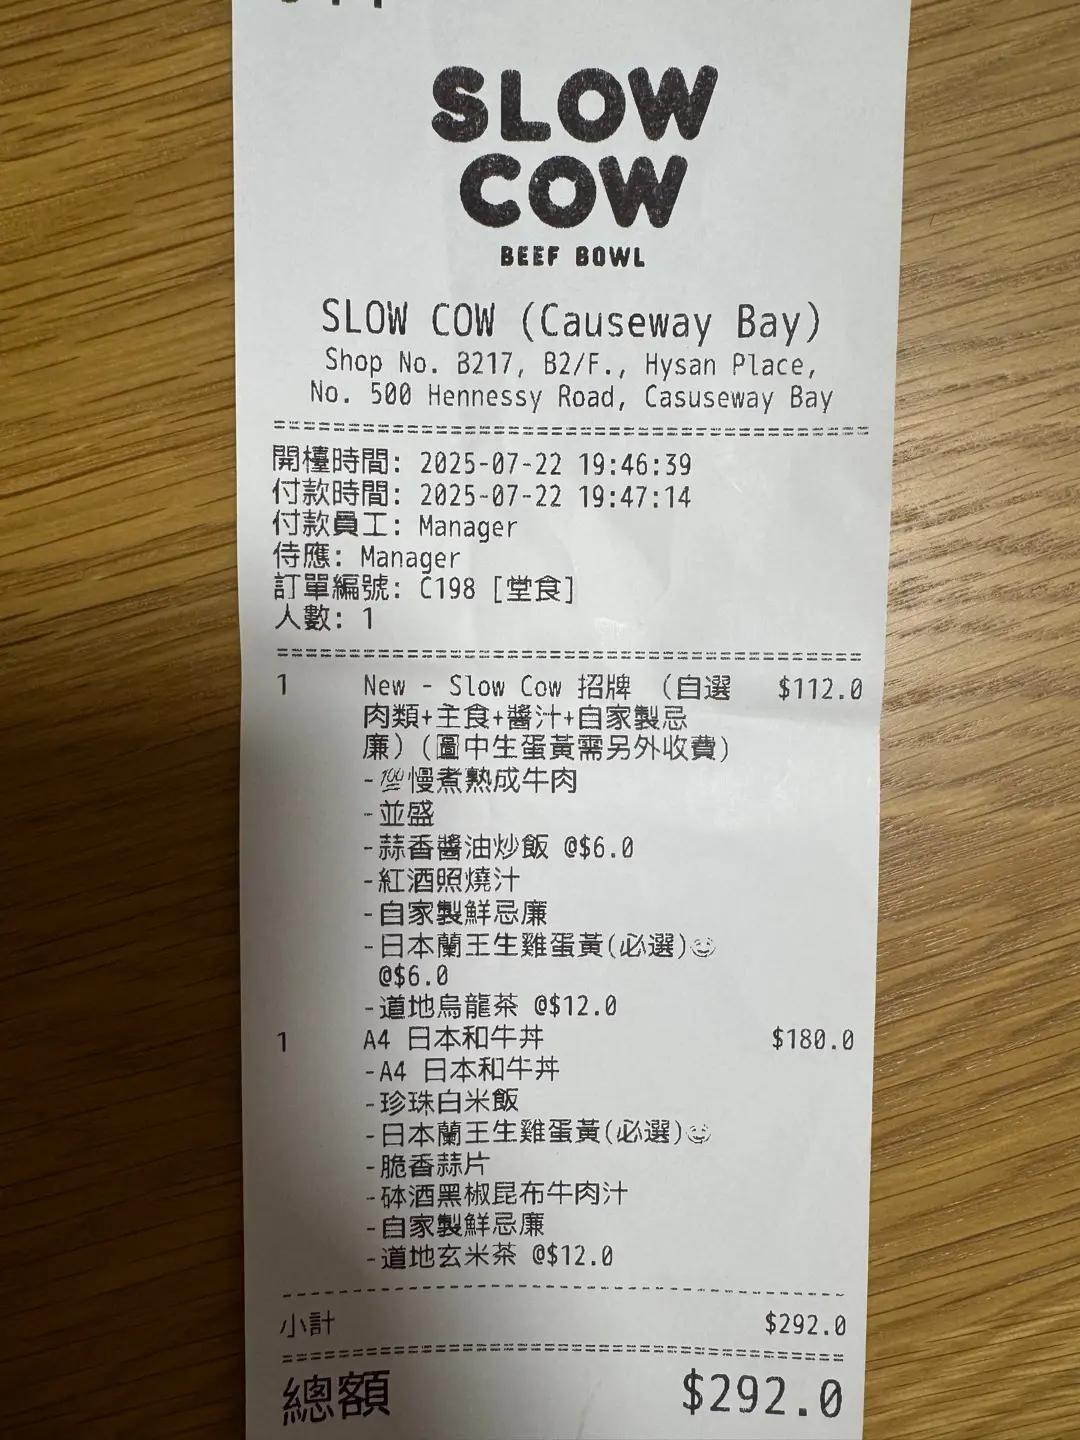 SLOW
COW
BEEF BOWL
SLOW COW (Causeway Bay)
Shop No. B217, B2/F., Hysan Place,
No. 500 Hennessy Road, Casuseway Bay
開檯時間: 2025-07-22 19:46:39
付款時間: 2025-07-22 19:47:14
付款員工: Manager
侍應: Manager
訂單編號: C198 [堂食]
人數: 1
1 New - Slow Cow 招牌 （自選 $112.0
肉類+主食+醬汁+自家製忌
廉）(圖中生蛋黃需另外收費)
-💯慢煮熟成牛肉
-並盛
-蒜香醬油炒飯 @$6.0
-紅酒照燒汁
-自家製鮮忌廉
-日本蘭王生雞蛋黃(必選)😋
@$6.0
-道地烏龍茶 @$12.0
1 A4 日本和牛丼 $180.0
-A4 日本和牛丼
-珍珠白米飯
-日本蘭王生雞蛋黃(必選)😋
-脆香蒜片
-砵酒黑椒昆布牛肉汁
-自家製鮮忌廉
-道地玄米茶 @$12.0
小計 $292.0
總額 $292.0